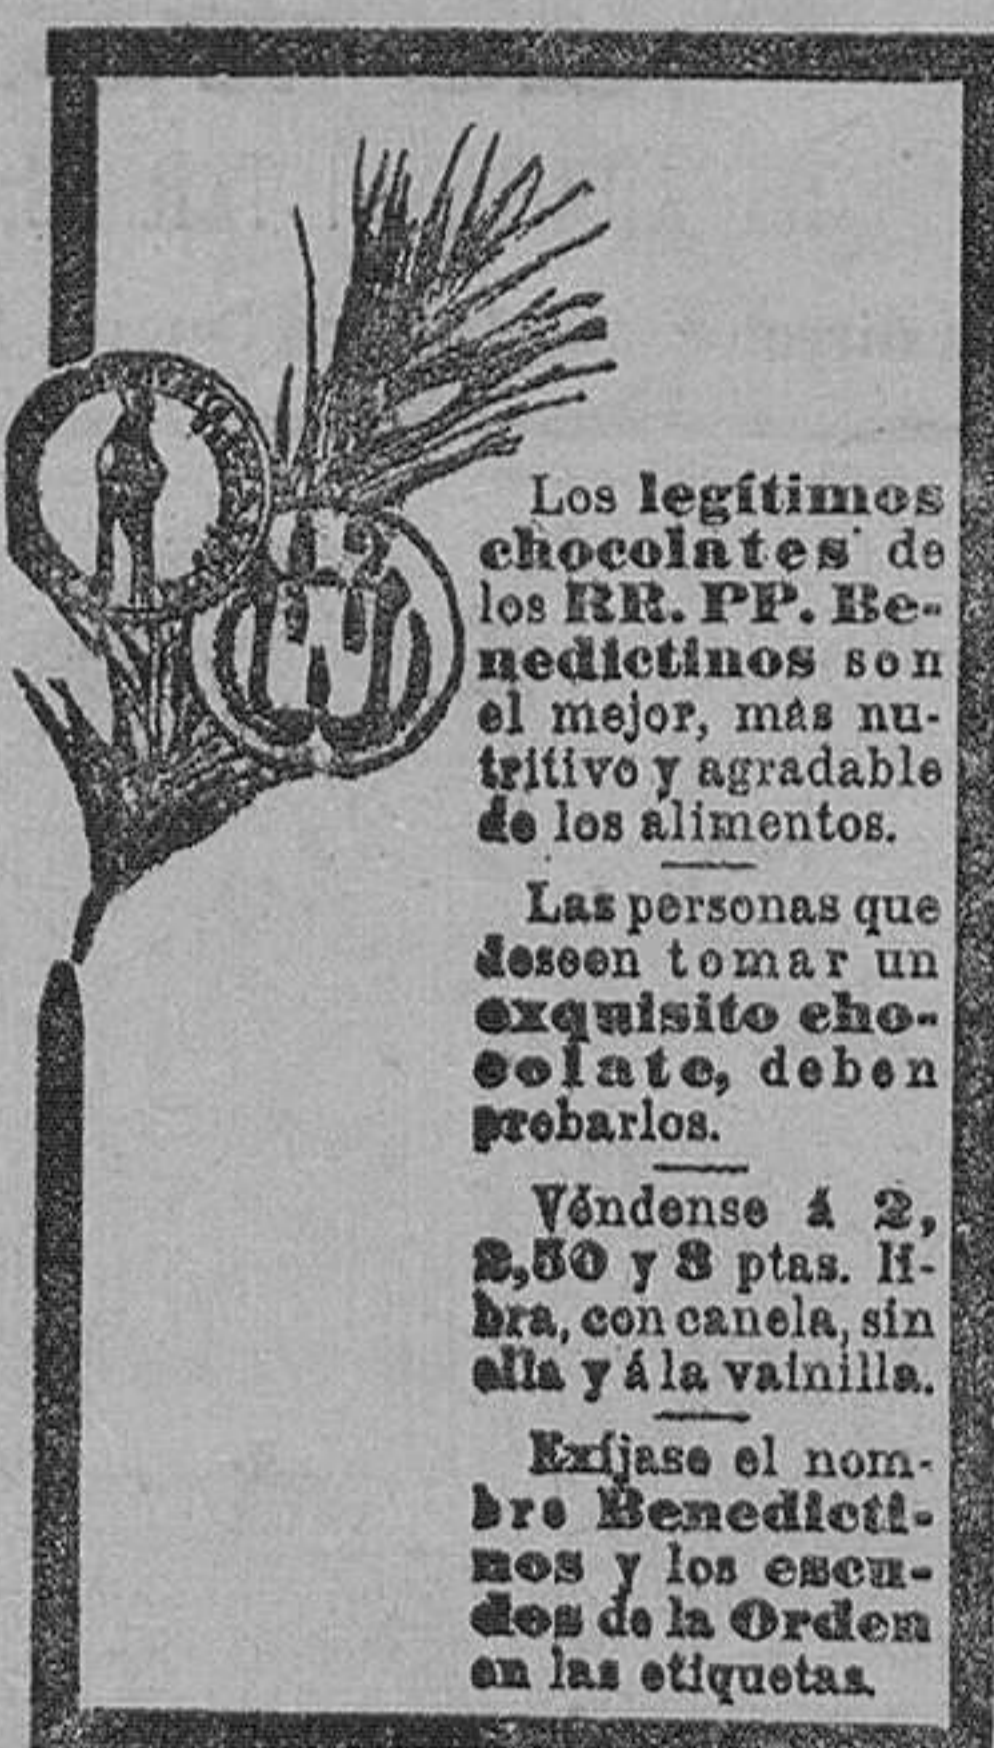 Los legítimos
chocolates de
los RR. PP. Be-
nedictinos son
el mejor, más nu-
tritivo y agradable
de los alimentos.
Las personas que
deseen tomar un
exquisito cho-
colate, deben
probarlos.
Véndense á 2,
2,50 y 3 ptas. li-
bra, con canela, sin
ella y á la vainilla.
Exíjase el nom-
bre Benedicti-
nos y los escu-
dos de la Orden
en las etiquetas.